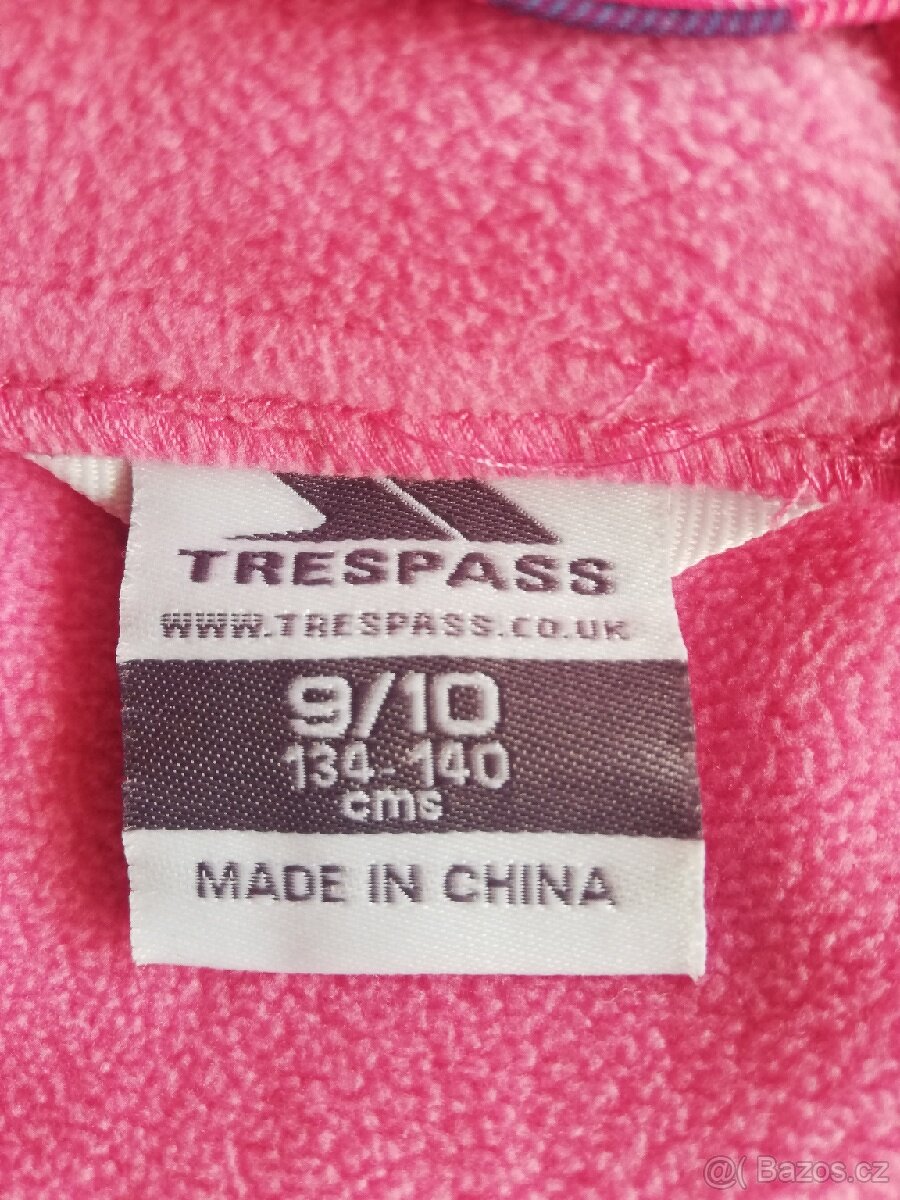 TRESPASS
WWW.TRESPASS.CO.UK
9/10
134-140
cms
MADE IN CHINA
@( Bazos.cz